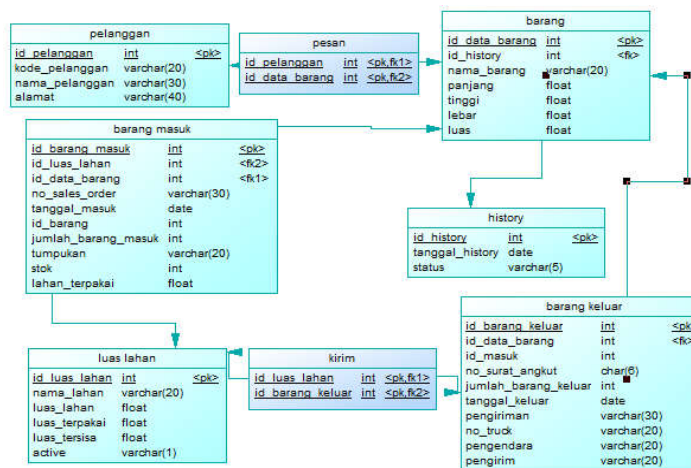 pelanggan
id_pelanggan int <pk>
kode_pelanggan varchar(20)
nama_pelanggan varchar(30)
alamat varchar(40)
pesan
id_pelanggan int <pk,fk1>
id_data_barang int <pk,fk2>
barang
id_data_barang int <pk>
id_history int <fk>
nama_barang varchar(20)
panjang float
tinggi float
lebar float
luas float
barang masuk
id_barang_masuk int <pk>
id_luas_lahan int <fk2>
id_data_barang int <fk1>
no_sales_order varchar(30)
tanggal_masuk date
id_barang int
jumlah_barang_masuk int
tumpukan varchar(20)
stok int
lahan_terpakai float
history
id_history int <pk>
tanggal_history date
status varchar(5)
luas lahan
id_luas_lahan int <pk>
nama_lahan varchar(20)
luas_lahan float
luas_terpakai float
luas_tersisa float
active varchar(1)
kirim
id_luas_lahan int <pk,fk1>
id_barang_keluar int <pk,fk2>
barang keluar
id_barang_keluar int <pk
id_data_barang int <fk>
id_masuk int
no_surat_angkut char(6)
jumlah_barang_keluar int
tanggal_keluar date
pengiriman varchar(30)
no_truck varchar(20)
pengendara varchar(20)
pengirim varchar(20)